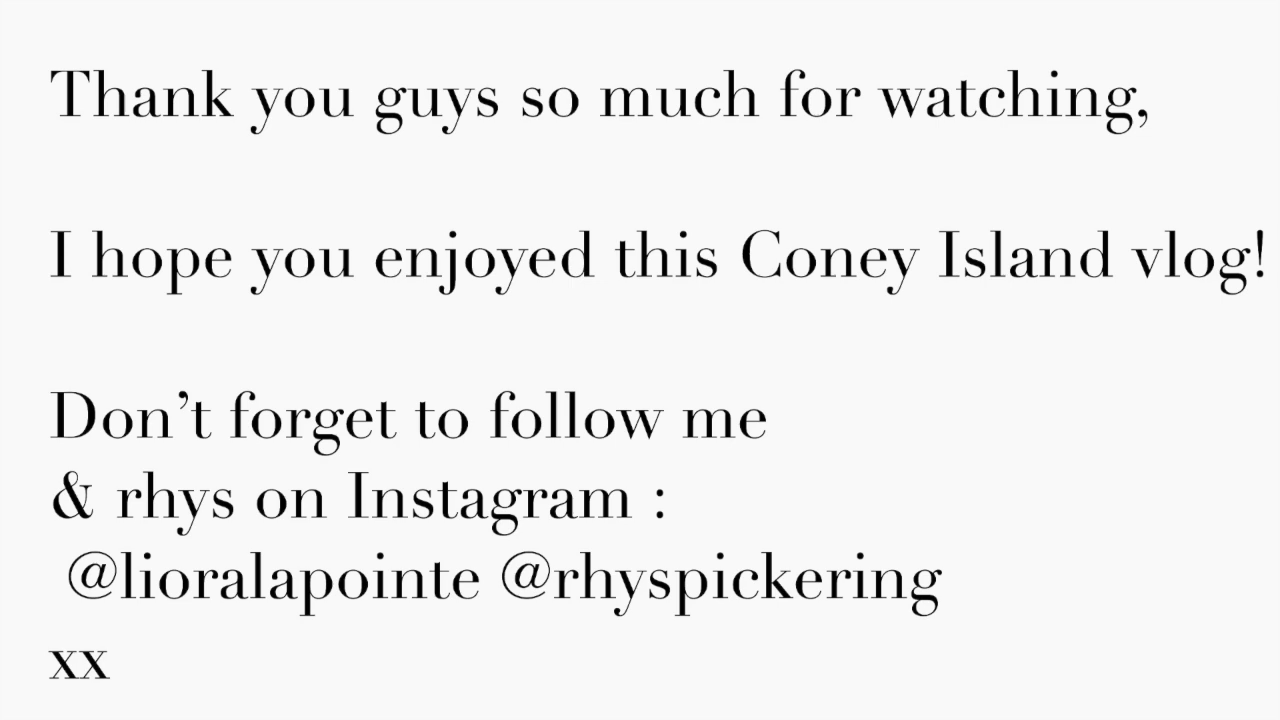 Thank you guys so much for watching,
I hope you enjoyed this Coney Island vlog!
Don’t forget to follow me
& rhys on Instagram :
@lioralapointe @rhyspickering
xx